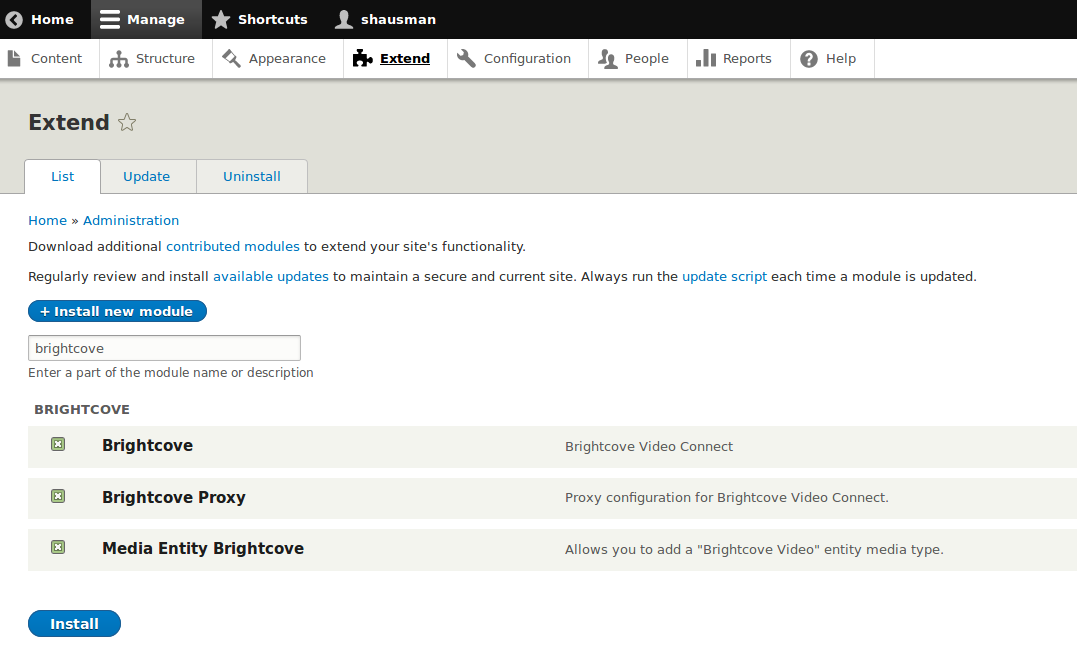 Home Manage Shortcuts shausman
Content Structure Appearance Extend Configuration People Reports Help
Extend
List Update Uninstall
Home » Administration
Download additional contributed modules to extend your site's functionality.
Regularly review and install available updates to maintain a secure and current site. Always run the update script each time a module is updated.
+ Install new module
brightcove
Enter a part of the module name or description
BRIGHTCOVE
Brightcove Brightcove Video Connect
Brightcove Proxy Proxy configuration for Brightcove Video Connect.
Media Entity Brightcove Allows you to add a "Brightcove Video" entity media type.
Install